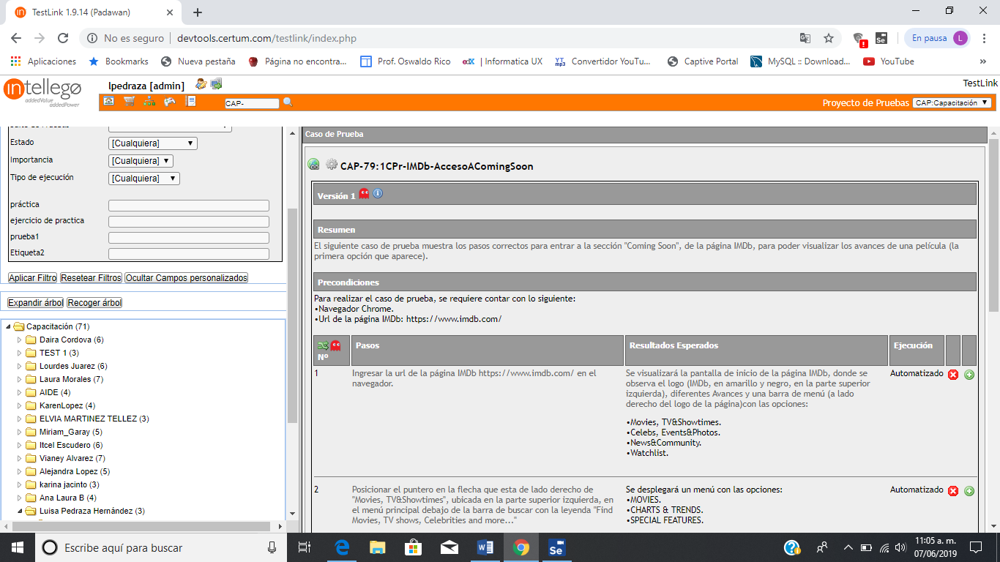 TestLink 1.9.14 (Padawan)
No es seguro | devtools.certum.com/testlink/index.php
En pausa L
Aplicaciones Bookmarks Nueva pestaña Página no encontra... Prof. Oswaldo Rico edX | Informatica UX YT mp3 Convertidor YouTu... Captive Portal MySQL :: Download... YouTube »
intellego
addedValue
addedPower
lpedraza [admin]
TestLink
CAP-
Proyecto de Pruebas CAP:Capacitación
Estado [Cualquiera]
Importancia [Cualquiera]
Tipo de ejecución [Cualquiera]
práctica
ejercicio de practica
prueba1
Etiqueta2
Aplicar Filtro Resetear Filtros Ocultar Campos personalizados
Expandir árbol Recoger árbol
Capacitación (71)
Daira Cordova (6)
TEST 1 (3)
Lourdes Juarez (6)
Laura Morales (7)
AIDE (4)
KarenLopez (4)
ELVIA MARTINEZ TELLEZ (3)
Miriam_Garay (5)
Itcel Escudero (6)
Vianey Alvarez (7)
Alejandra Lopez (5)
karina jacinto (3)
Ana Laura B (4)
Luisa Pedraza Hernández (3)
Caso de Prueba
CAP-79:1CPr-IMDb-AccesoAComingSoon
Versión 1
Resumen
El siguiente caso de prueba muestra los pasos correctos para entrar a la sección "Coming Soon", de la página IMDb, para poder visualizar los avances de una película (la
primera opción que aparece).
Precondiciones
Para realizar el caso de prueba, se requiere contar con lo siguiente:
•Navegador Chrome.
•Url de la página IMDb: https://www.imdb.com/
Nº Pasos Resultados Esperados Ejecución
1 Ingresar la url de la página IMDb https://www.imdb.com/ en el
navegador.
Se visualizará la pantalla de inicio de la página IMDb, donde se
observa el logo (IMDb, en amarillo y negro, en la parte superior
izquierda), diferentes Avances y una barra de menú (a lado
derecho del logo de la página)con las opciones:
•Movies, TV&Showtimes.
•Celebs, Events&Photos.
•News&Community.
•Watchlist.
Automatizado
2 Posicionar el puntero en la flecha que esta de lado derecho de
"Movies, TV&Showtimes", ubicada en la parte superior izquierda, en
el menú principal debajo de la barra de buscar con la leyenda "Find
Movies, TV shows, Celebrities and more..."
Se desplegará un menú con las opciones:
•MOVIES.
•CHARTS & TRENDS.
•SPECIAL FEATURES.
Automatizado
Escribe aquí para buscar
Se
11:05 a. m.
07/06/2019